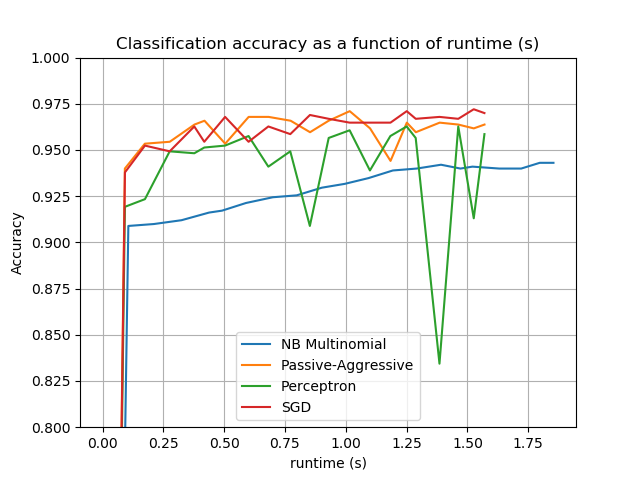 Classification accuracy as a function of runtime (s)
1.000
0.975
0.950
0.925
0.900
0.875
0.850
0.825
0.800
Accuracy
NB Multinomial
Passive-Aggressive
Perceptron
SGD
0.00 0.25 0.50 0.75 1.00 1.25 1.50 1.75
runtime (s)